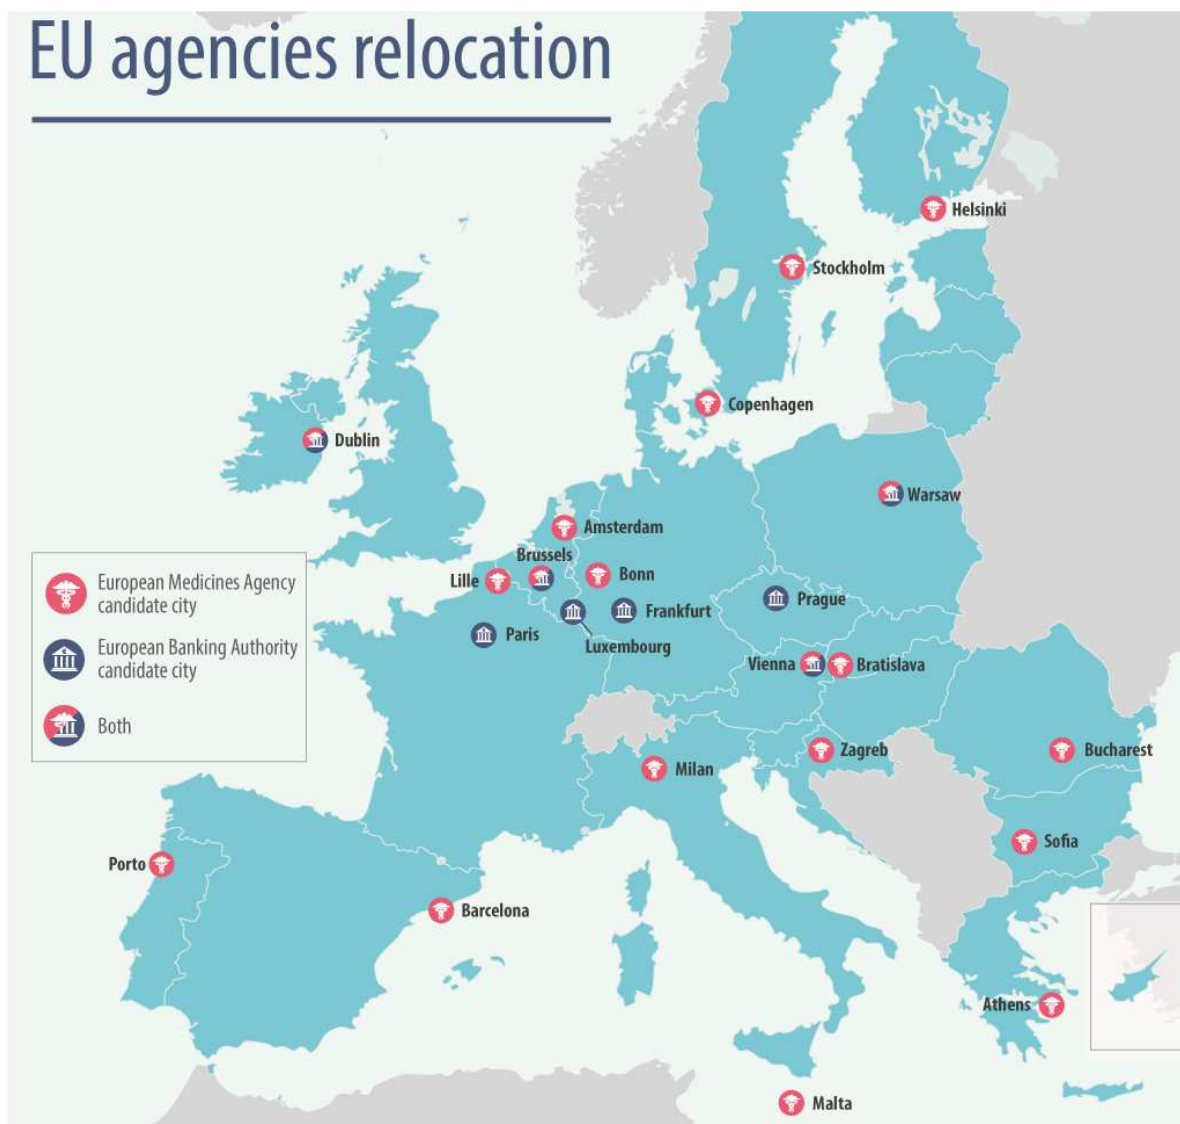 EU agencies relocation
Helsinki
Stockholm
Copenhagen
Dublin
Warsaw
Amsterdam
Brussels
Lille
Bonn
Prague
Frankfurt
Paris
Luxembourg
Vienna
Bratislava
Zagreb
Bucharest
Milan
Sofia
Porto
Barcelona
Athens
Malta
European Medicines Agency
candidate city
European Banking Authority
candidate city
Both